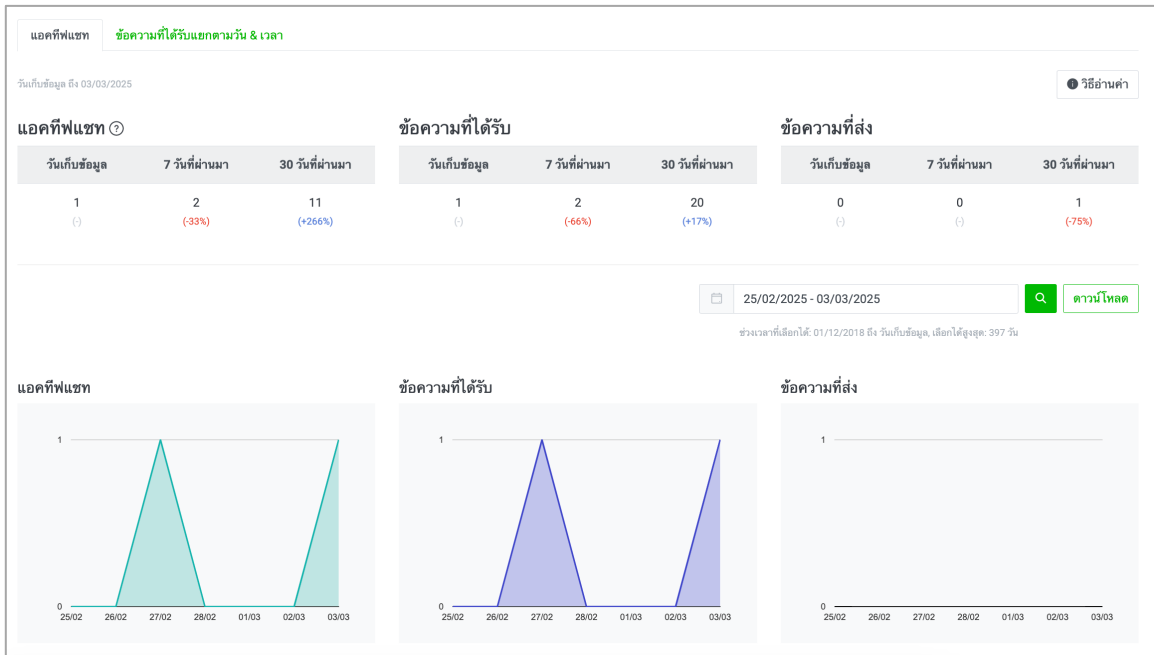 แอคทีฟแชท ข้อความที่ได้รับแยกตามวัน & เวลา
วันเก็บข้อมูล ถึง 03/03/2025
วิธีอ่านค่า
แอคทีฟแชท ?
วันเก็บข้อมูล 7 วันที่ผ่านมา 30 วันที่ผ่านมา
1 2 11
(-) (-33%) (+266%)
ข้อความที่ได้รับ
วันเก็บข้อมูล 7 วันที่ผ่านมา 30 วันที่ผ่านมา
1 2 20
(-) (-66%) (+17%)
ข้อความที่ส่ง
วันเก็บข้อมูล 7 วันที่ผ่านมา 30 วันที่ผ่านมา
0 0 1
(-) (-) (-75%)
25/02/2025 - 03/03/2025
ดาวน์โหลด
ช่วงเวลาที่เลือกได้: 01/12/2018 ถึง วันเก็บข้อมูล, เลือกได้สูงสุด: 397 วัน
แอคทีฟแชท
1
0
25/02 26/02 27/02 28/02 01/03 02/03 03/03
ข้อความที่ได้รับ
1
0
25/02 26/02 27/02 28/02 01/03 02/03 03/03
ข้อความที่ส่ง
1
0
25/02 26/02 27/02 28/02 01/03 02/03 03/03